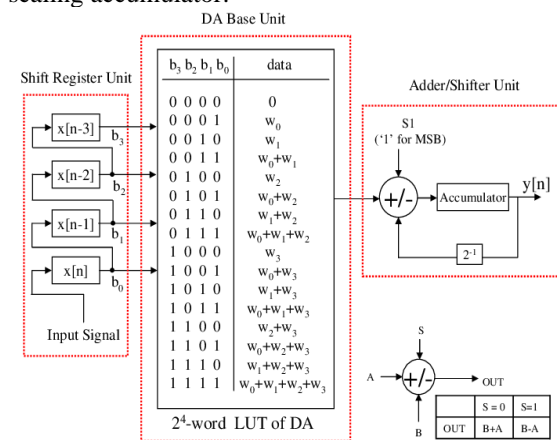 scaling accumulator.
DA Base Unit
Shift Register Unit
x[n-3]
b3
x[n-2]
b2
x[n-1]
b1
x[n]
b0
Input Signal
b3 b2 b1 b0 data
0 0 0 0 0
0 0 0 1 w0
0 0 1 0 w1
0 0 1 1 w0+w1
0 1 0 0 w2
0 1 0 1 w0+w2
0 1 1 0 w1+w2
0 1 1 1 w0+w1+w2
1 0 0 0 w3
1 0 0 1 w0+w3
1 0 1 0 w1+w3
1 0 1 1 w0+w1+w3
1 1 0 0 w2+w3
1 1 0 1 w0+w2+w3
1 1 1 0 w1+w2+w3
1 1 1 1 w0+w1+w2+w3
2⁴-word LUT of DA
Adder/Shifter Unit
S1
('1' for MSB)
+/-
Accumulator
y[n]
2⁻¹
S
A
+/-
OUT
B
S = 0 S=1
OUT B+A B-A